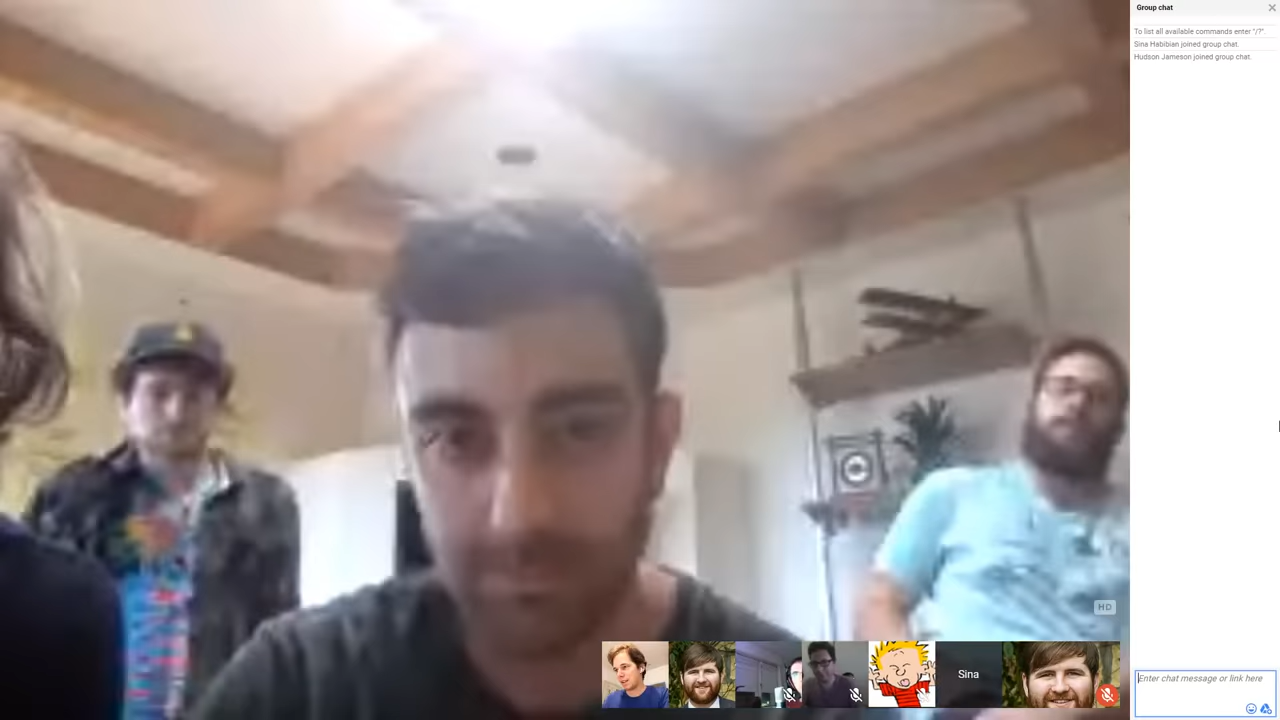 Group chat
To list all available commands enter "/?".
Sina Habibian joined group chat.
Hudson Jameson joined group chat.
HD
Sina
Enter chat message or link here